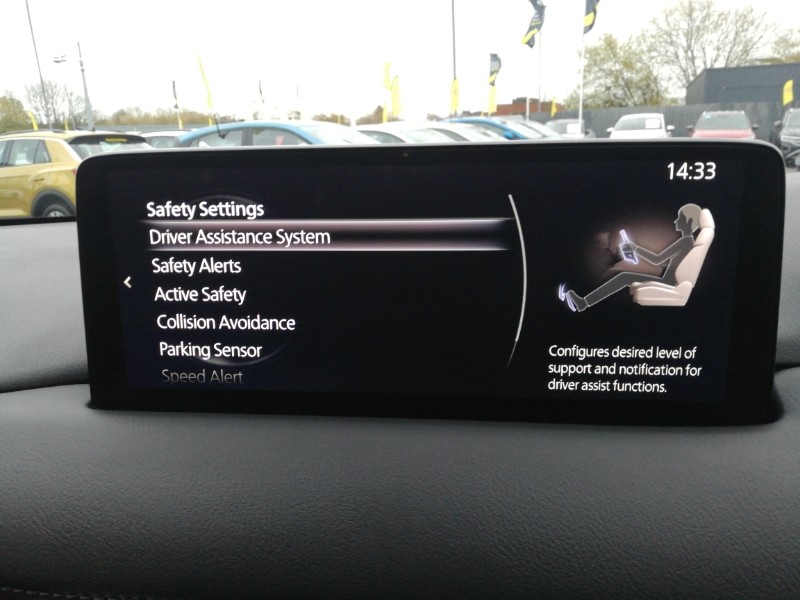 14:33
Safety Settings
Driver Assistance System
Safety Alerts
Active Safety
Collision Avoidance
Parking Sensor
Speed Alert
Configures desired level of
support and notification for
driver assist functions.